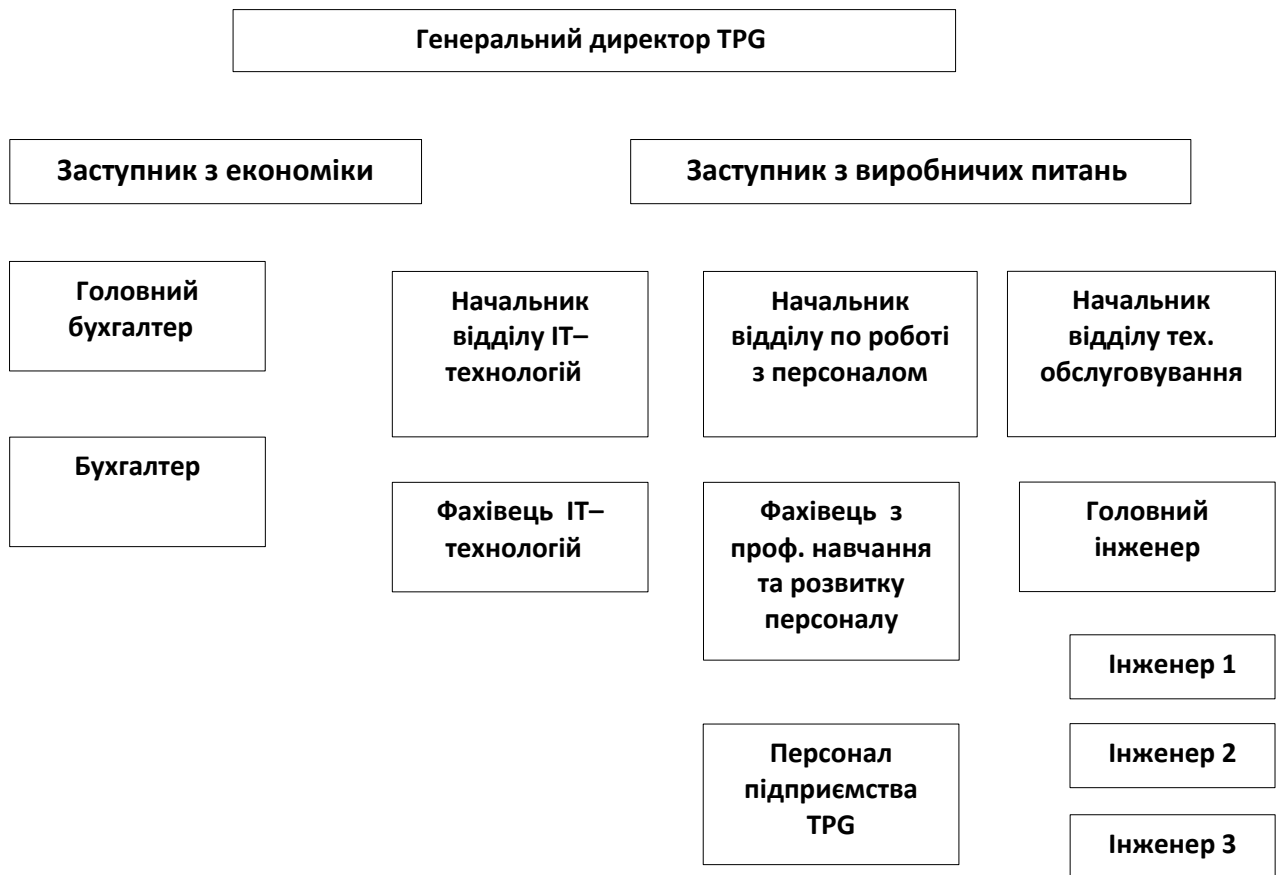 Генеральний директор TPG
Заступник з економіки
Заступник з виробничих питань
Головний
бухгалтер
Начальник
відділу ІТ–
технологій
Начальник
відділу по роботі
з персоналом
Начальник
відділу тех.
обслуговування
Бухгалтер
Фахівець ІТ–
технологій
Фахівець з
проф. навчання
та розвитку
персоналу
Головний
інженер
Інженер 1
Персонал
підприємства
TPG
Інженер 2
Інженер 3